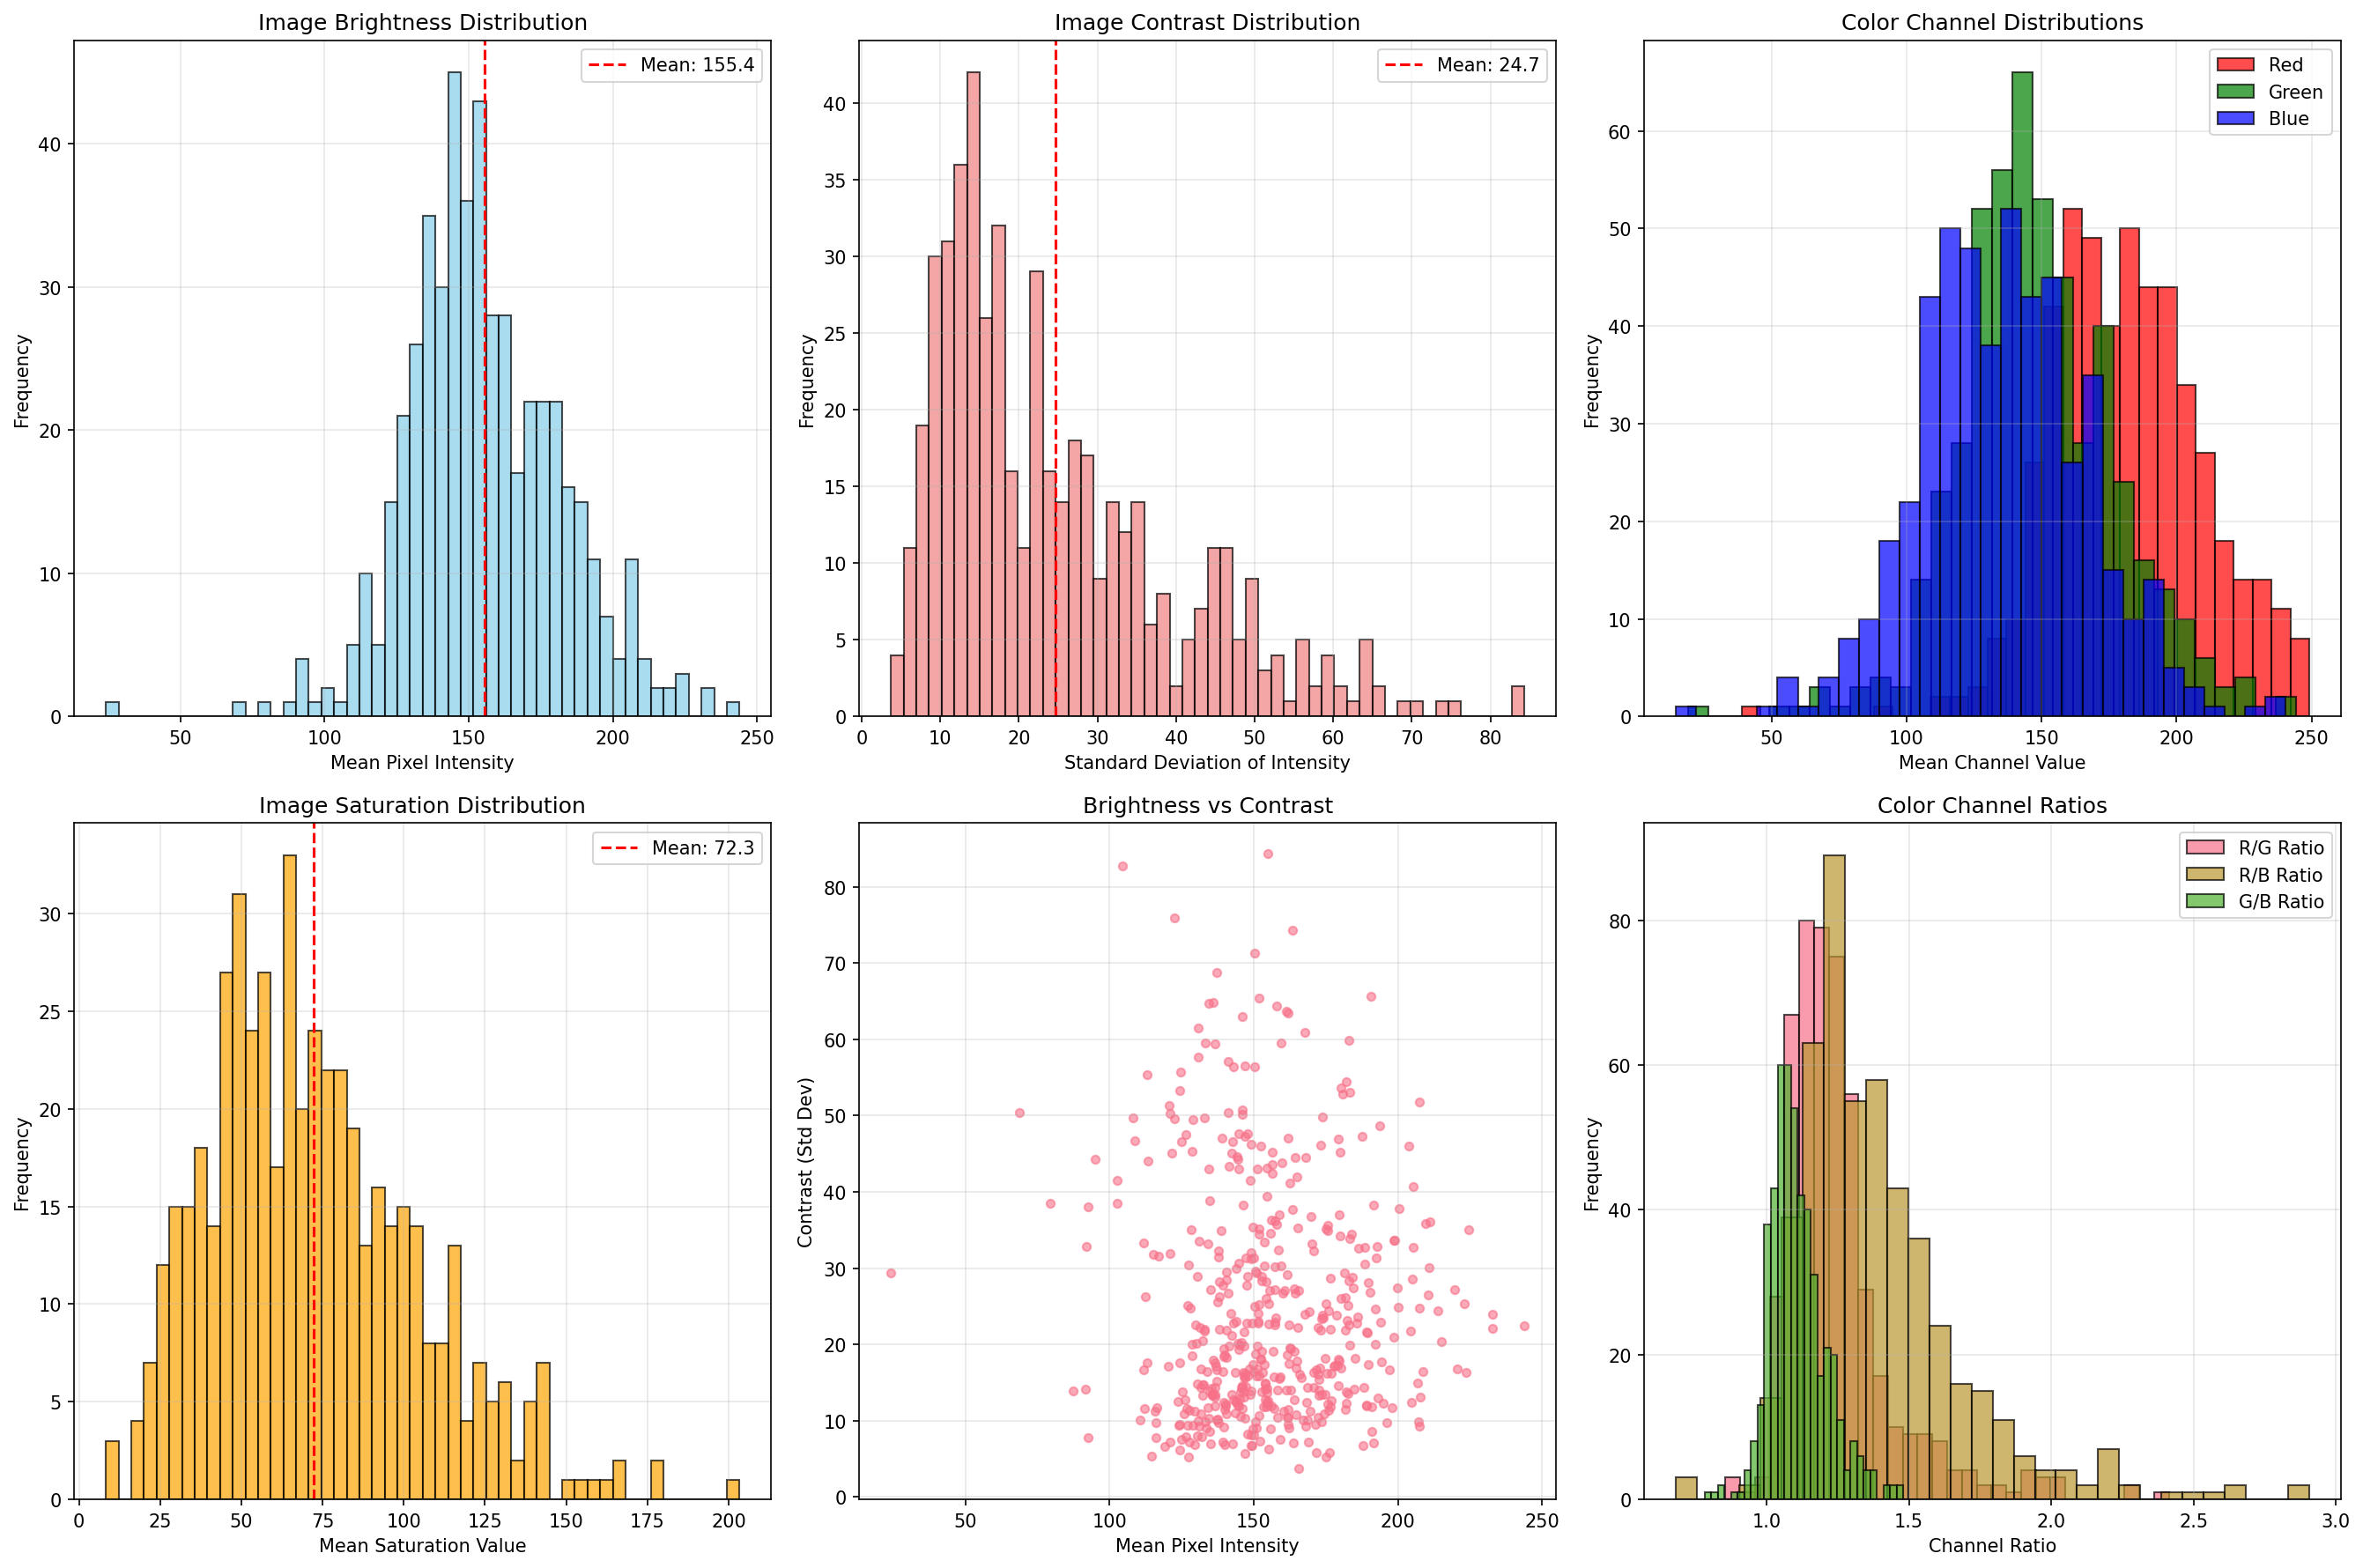 Image Brightness Distribution
Mean: 155.4
Frequency
40
30
20
10
0
50
100
150
200
250
Mean Pixel Intensity
Image Contrast Distribution
Mean: 24.7
Frequency
40
35
30
25
20
15
10
5
0
0
10
20
30
40
50
60
70
80
Standard Deviation of Intensity
Color Channel Distributions
Red
Green
Blue
Frequency
60
50
40
30
20
10
0
50
100
150
200
250
Mean Channel Value
Image Saturation Distribution
Mean: 72.3
Frequency
30
25
20
15
10
5
0
0
25
50
75
100
125
150
175
200
Mean Saturation Value
Brightness vs Contrast
Contrast (Std Dev)
80
70
60
50
40
30
20
10
0
50
100
150
200
250
Mean Pixel Intensity
Color Channel Ratios
R/G Ratio
R/B Ratio
G/B Ratio
Frequency
80
60
40
20
0
1.0
1.5
2.0
2.5
3.0
Channel Ratio